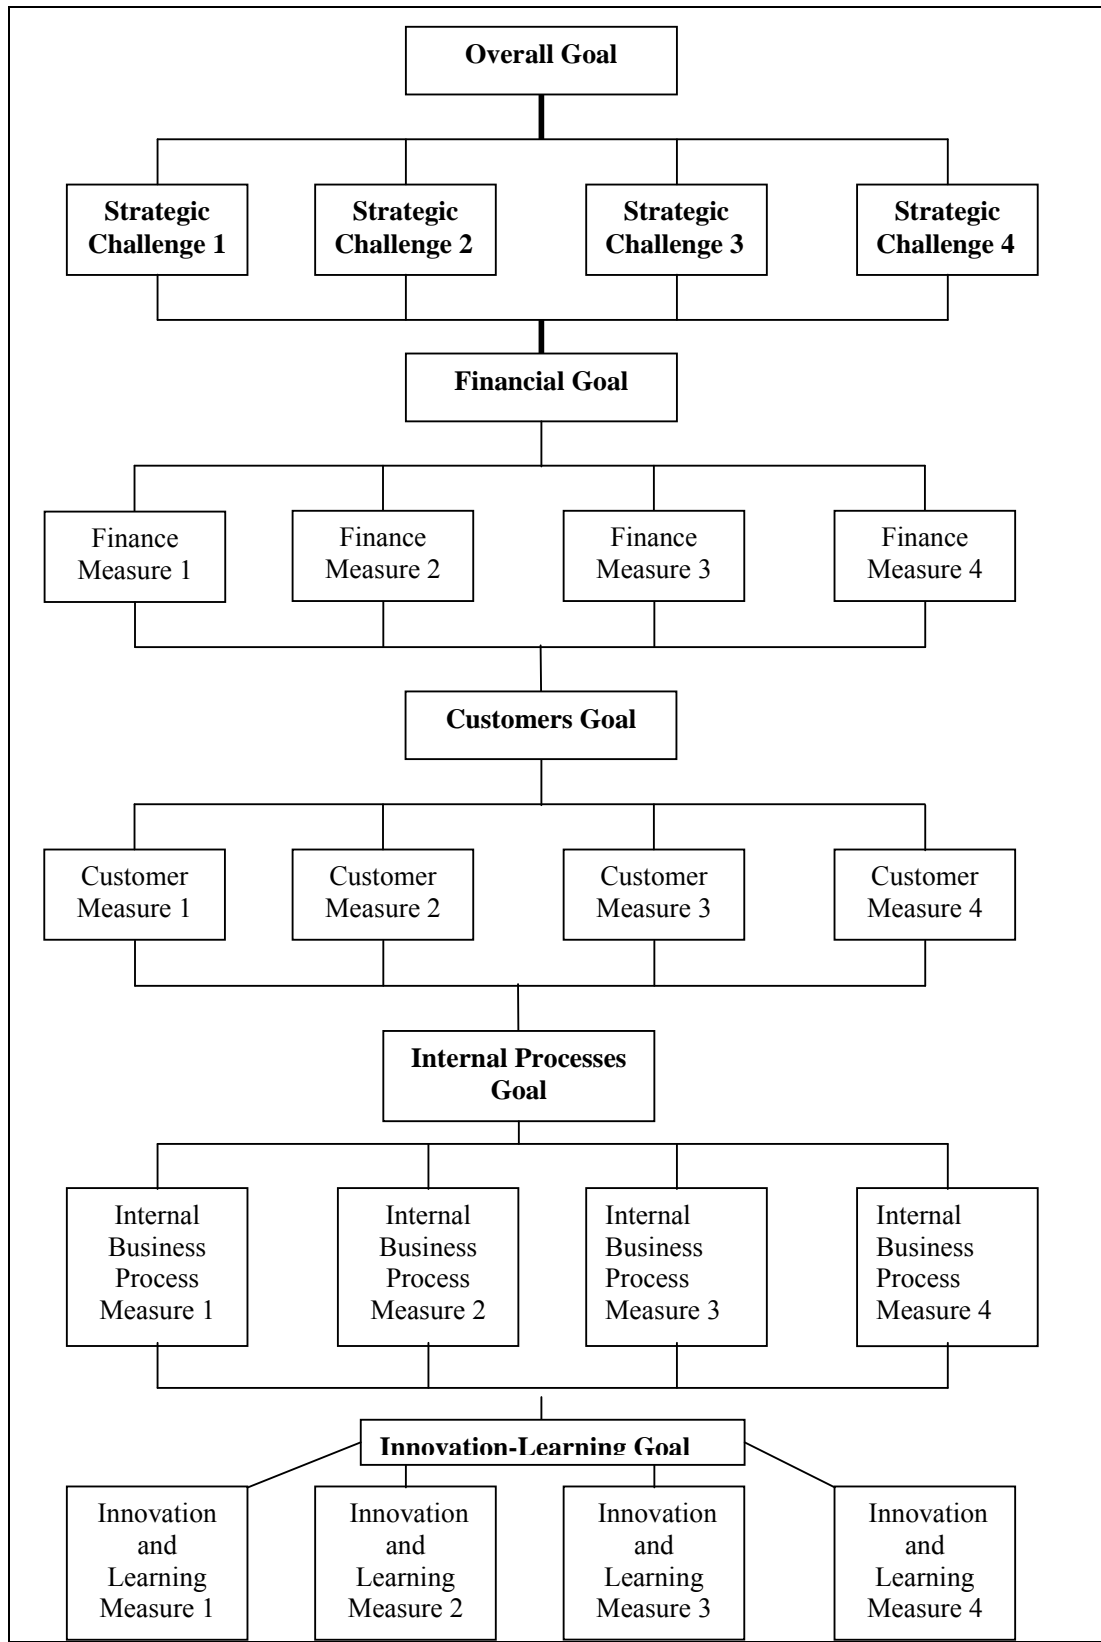 Overall Goal
Strategic
Challenge 1
Strategic
Challenge 2
Strategic
Challenge 3
Strategic
Challenge 4
Financial Goal
Finance
Measure 1
Finance
Measure 2
Finance
Measure 3
Finance
Measure 4
Customers Goal
Customer
Measure 1
Customer
Measure 2
Customer
Measure 3
Customer
Measure 4
Internal Processes
Goal
Internal
Business
Process
Measure 1
Internal
Business
Process
Measure 2
Internal
Business
Process
Measure 3
Internal
Business
Process
Measure 4
Innovation-Learning Goal
Innovation
and
Learning
Measure 1
Innovation
and
Learning
Measure 2
Innovation
and
Learning
Measure 3
Innovation
and
Learning
Measure 4